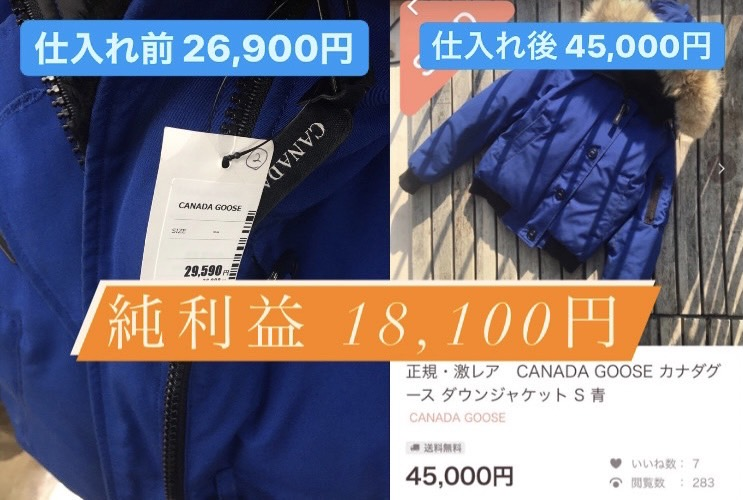 仕入れ前 26,900円
仕入れ後 45,000円
CANADA
CANADA GOOSE
SIZE
29,590円
純利益 18,100円
正規・激レア　CANADA GOOSE カナダグ
ース ダウンジャケット S 青
CANADA GOOSE
送料無料
45,000円
いいね数： 7
閲覧数 ： 283